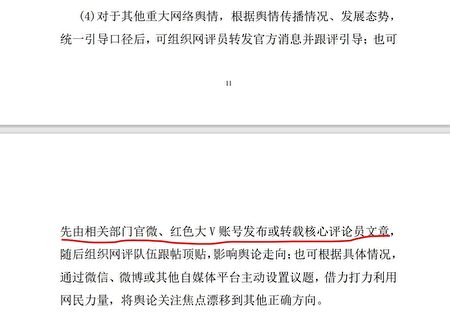 (4)对于其他重大网络舆情，根据舆情传播情况、发展态势，
统一引导口径后，可组织网评员转发官方消息并跟评引导；也可
11
先由相关部门官微、红色大 V 账号发布或转载核心评论员文章，
随后组织网评队伍跟帖顶贴，影响舆论走向；也可根据具体情况，
通过微信、微博或其他自媒体平台主动设置议题，借力打力利用
网民力量，将舆论关注焦点漂移到其他正确方向。